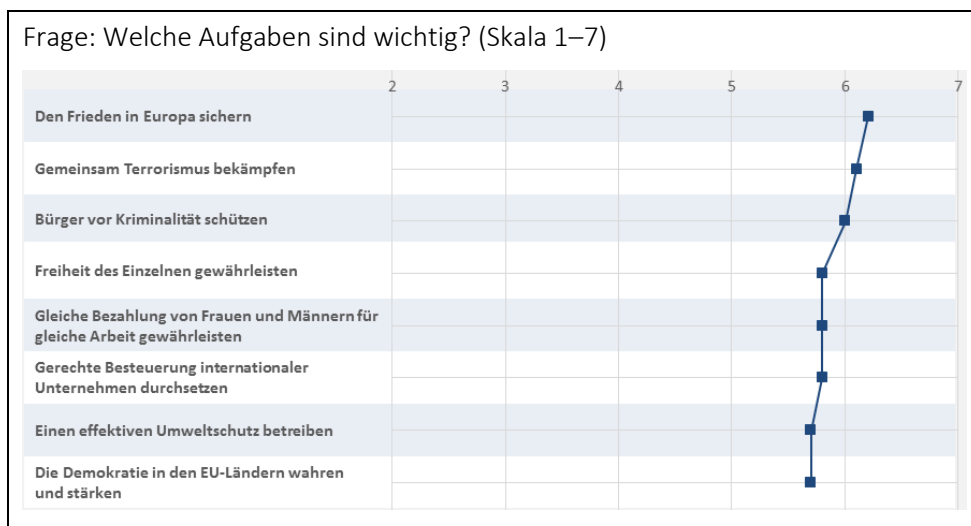 Frage: Welche Aufgaben sind wichtig? (Skala 1–7)
2 3 4 5 6 7
Den Frieden in Europa sichern
Gemeinsam Terrorismus bekämpfen
Bürger vor Kriminalität schützen
Freiheit des Einzelnen gewährleisten
Gleiche Bezahlung von Frauen und Männern für
gleiche Arbeit gewährleisten
Gerechte Besteuerung internationaler
Unternehmen durchsetzen
Einen effektiven Umweltschutz betreiben
Die Demokratie in den EU-Ländern wahren
und stärken